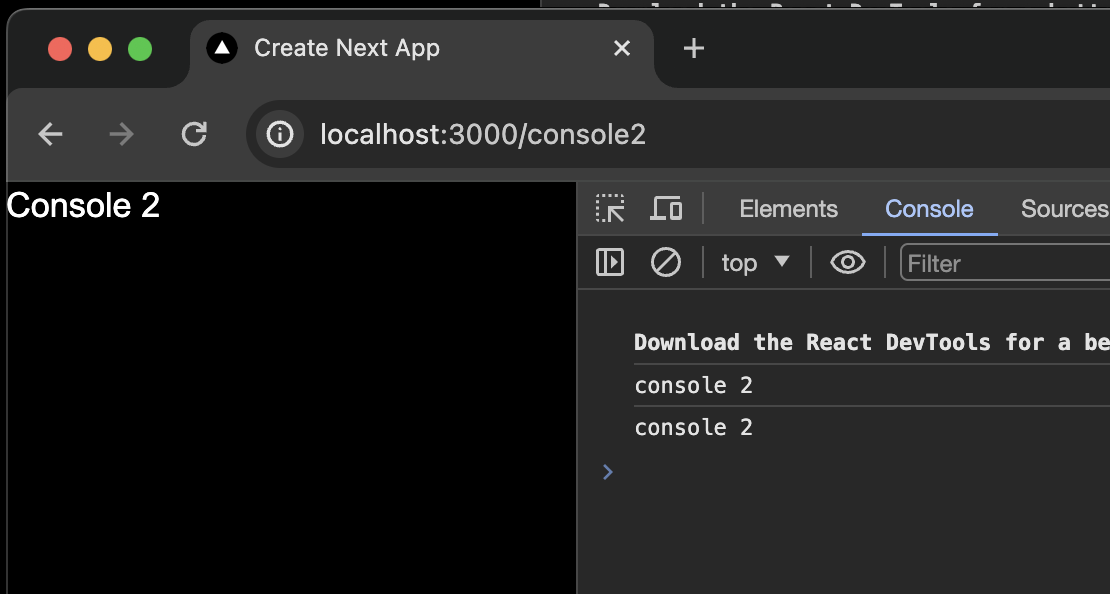 Create Next App
localhost:3000/console2
Console 2
Elements Console Sources
top Filter
Download the React DevTools for a be
console 2
console 2